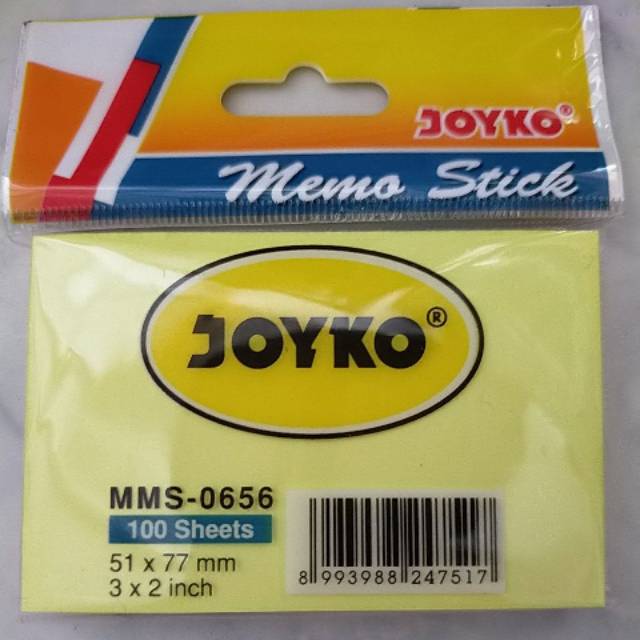 JOYKO®
Memo Stick
JOYKO®
MMS-0656
100 Sheets
51 x 77 mm
3 x 2 inch
8 993988 247517